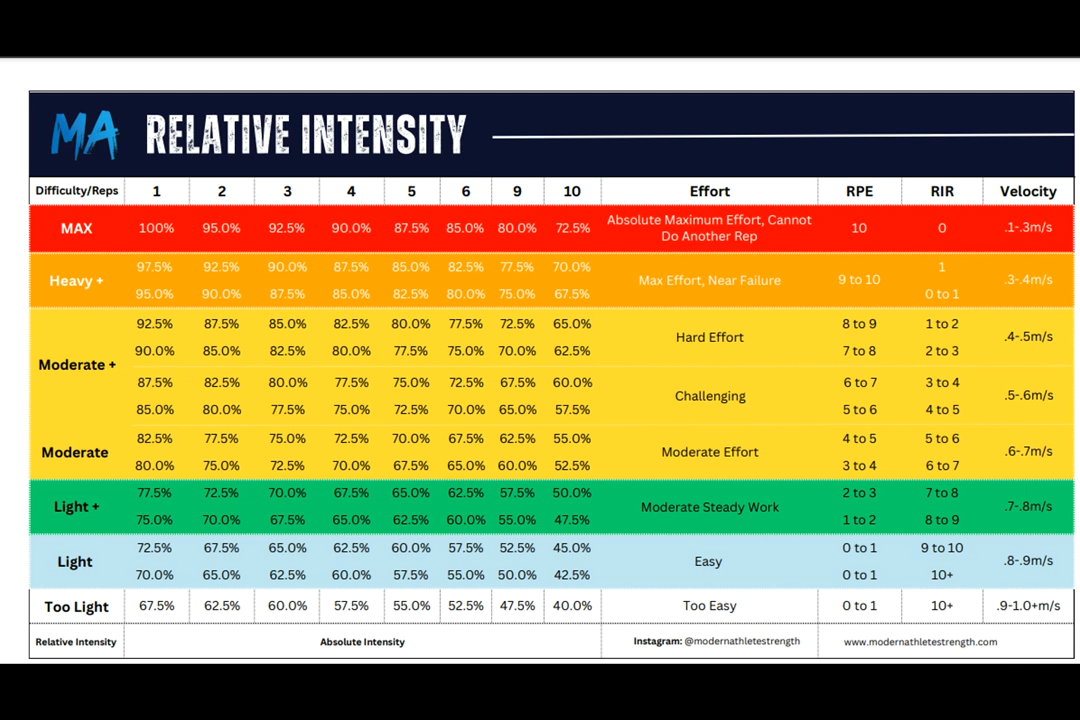 MA RELATIVE INTENSITY
Difficulty/Reps 1 2 3 4 5 6 9 10 Effort RPE RIR Velocity
MAX 100% 95.0% 92.5% 90.0% 87.5% 85.0% 80.0% 72.5% Absolute Maximum Effort, Cannot 10 0 .1-.3m/s
Do Another Rep
97.5% 92.5% 90.0% 87.5% 85.0% 82.5% 77.5% 70.0% 1
Heavy + Max Effort, Near Failure 9 to 10 .3-.4m/s
95.0% 90.0% 87.5% 85.0% 82.5% 80.0% 75.0% 67.5% 0 to 1
92.5% 87.5% 85.0% 82.5% 80.0% 77.5% 72.5% 65.0% 8 to 9 1 to 2
Hard Effort .4-.5m/s
90.0% 85.0% 82.5% 80.0% 77.5% 75.0% 70.0% 62.5% 7 to 8 2 to 3
Moderate +
87.5% 82.5% 80.0% 77.5% 75.0% 72.5% 67.5% 60.0% 6 to 7 3 to 4
Challenging .5-.6m/s
85.0% 80.0% 77.5% 75.0% 72.5% 70.0% 65.0% 57.5% 5 to 6 4 to 5
82.5% 77.5% 75.0% 72.5% 70.0% 67.5% 62.5% 55.0% 4 to 5 5 to 6
Moderate Moderate Effort .6-.7m/s
80.0% 75.0% 72.5% 70.0% 67.5% 65.0% 60.0% 52.5% 3 to 4 6 to 7
77.5% 72.5% 70.0% 67.5% 65.0% 62.5% 57.5% 50.0% 2 to 3 7 to 8
Light + Moderate Steady Work .7-.8m/s
75.0% 70.0% 67.5% 65.0% 62.5% 60.0% 55.0% 47.5% 1 to 2 8 to 9
72.5% 67.5% 65.0% 62.5% 60.0% 57.5% 52.5% 45.0% 0 to 1 9 to 10
Light Easy .8-.9m/s
70.0% 65.0% 62.5% 60.0% 57.5% 55.0% 50.0% 42.5% 0 to 1 10+
Too Light 67.5% 62.5% 60.0% 57.5% 55.0% 52.5% 47.5% 40.0% Too Easy 0 to 1 10+ .9-1.0+m/s
Relative Intensity Absolute Intensity Instagram: @modernathletestrength www.modernathletestrength.com